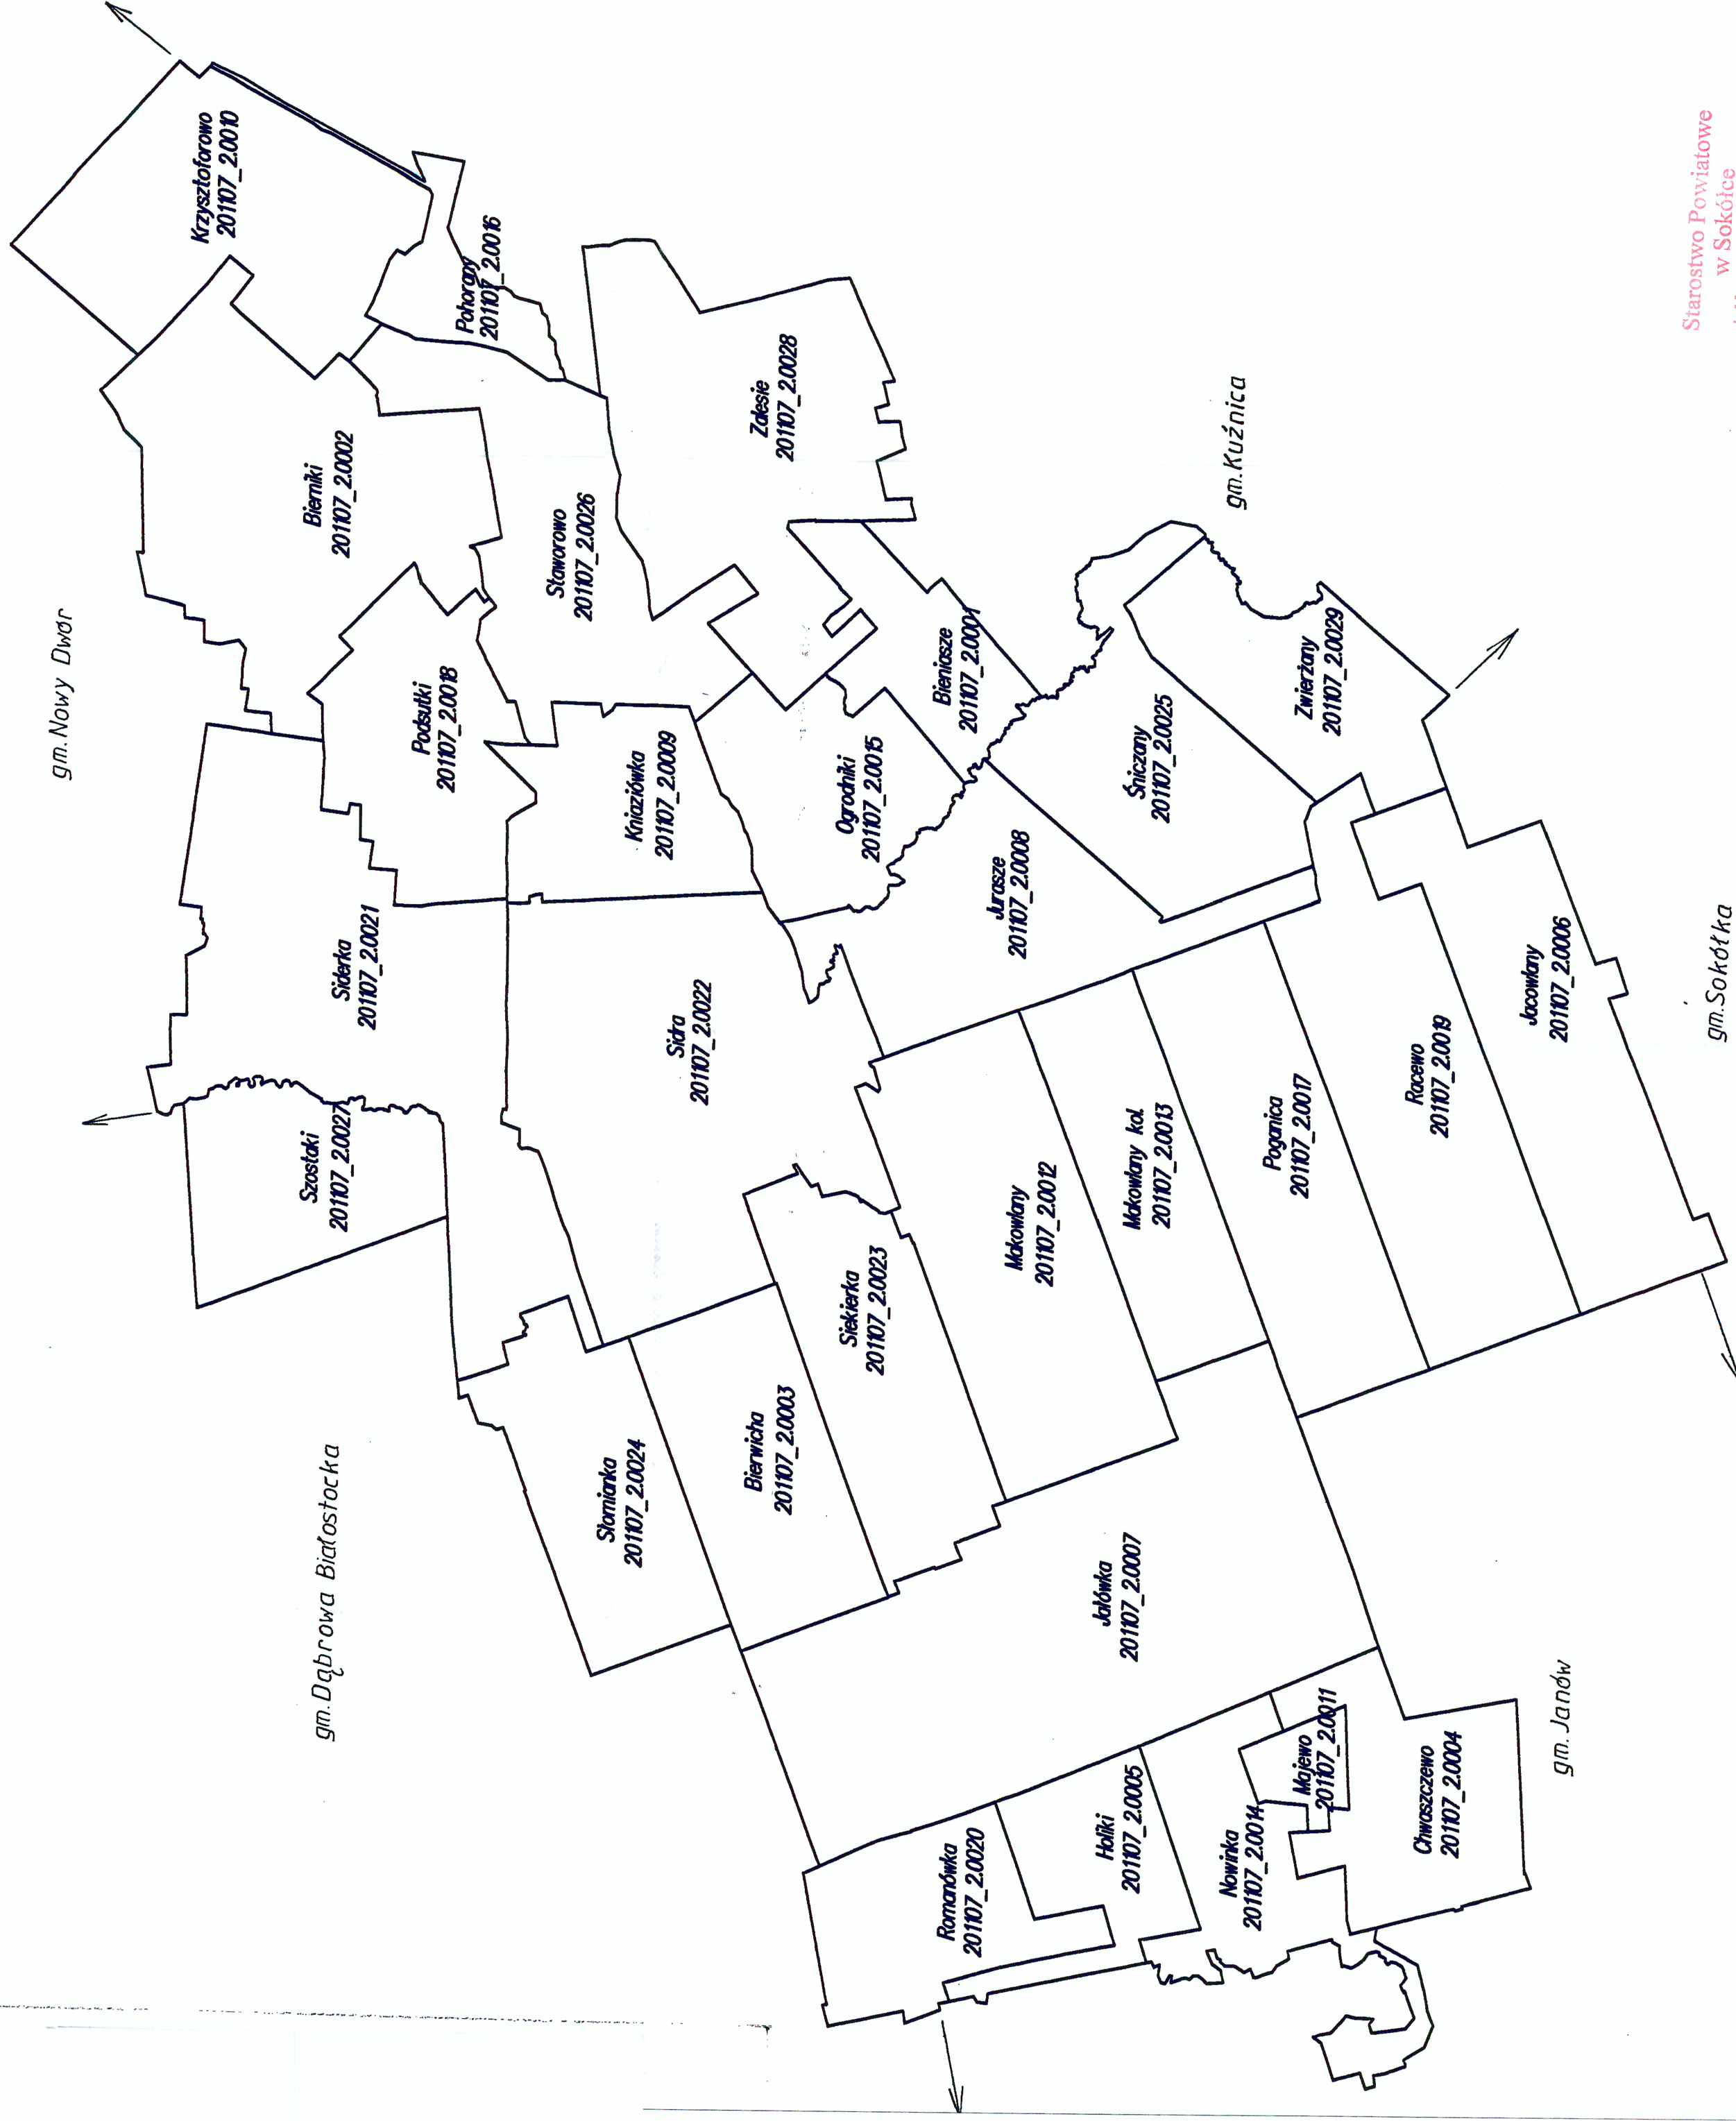 gm. Nowy Dwór
Krzysztoforowo
201107_2.0010
Pohorany
201107_2.0016
Bierniki
201107_2.0002
Staworowo
201107_2.0026
Zalesie
201107_2.0028
Podsutki
201107_2.0018
Siderka
201107_2.0021
Szostaki
201107_2.0027
Kniaziówka
201107_2.0009
Ogrodniki
201107_2.0015
Bieniasze
201107_2.0001
gm. Kuźnica
Śniczany
201107_2.0025
Zwierżany
201107_2.0029
Jurasze
201107_2.0008
Sidra
201107_2.0022
Siekierka
201107_2.0023
Bierwicha
201107_2.0003
Słomianka
201107_2.0024
gm. Dąbrowa Białostocka
Makowlany
201107_2.0012
Makowlany kol.
201107_2.0013
Poganica
201107_2.0017
Racewo
201107_2.0019
Jacowlany
201107_2.0006
gm. Sokółka
Jałówka
201107_2.0007
Romanówka
201107_2.0020
Holiki
201107_2.0005
Nowinka
201107_2.0014
Majewo
201107_2.0011
Chwaszczewo
201107_2.0004
gm. Janów
Starostwo Powiatowe
w Sokółce